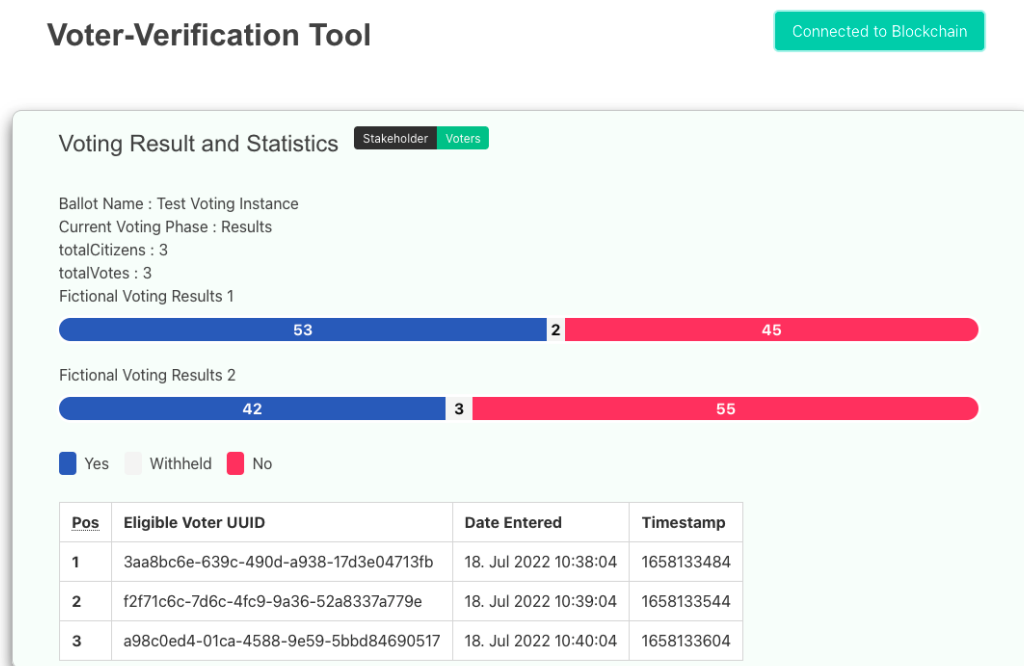 Voter-Verification Tool
Connected to Blockchain
Voting Result and Statistics
Stakeholder Voters
Ballot Name : Test Voting Instance
Current Voting Phase : Results
totalCitizens : 3
totalVotes : 3
Fictional Voting Results 1
53 2 45
Fictional Voting Results 2
42 3 55
Yes Withheld No
Pos Eligible Voter UUID Date Entered Timestamp
1 3aa8bc6e-639c-490d-a938-17d3e04713fb 18. Jul 2022 10:38:04 1658133484
2 f2f71c6c-7d6c-4fc9-9a36-52a8337a779e 18. Jul 2022 10:39:04 1658133544
3 a98c0ed4-01ca-4588-9e59-5bbd84690517 18. Jul 2022 10:40:04 1658133604